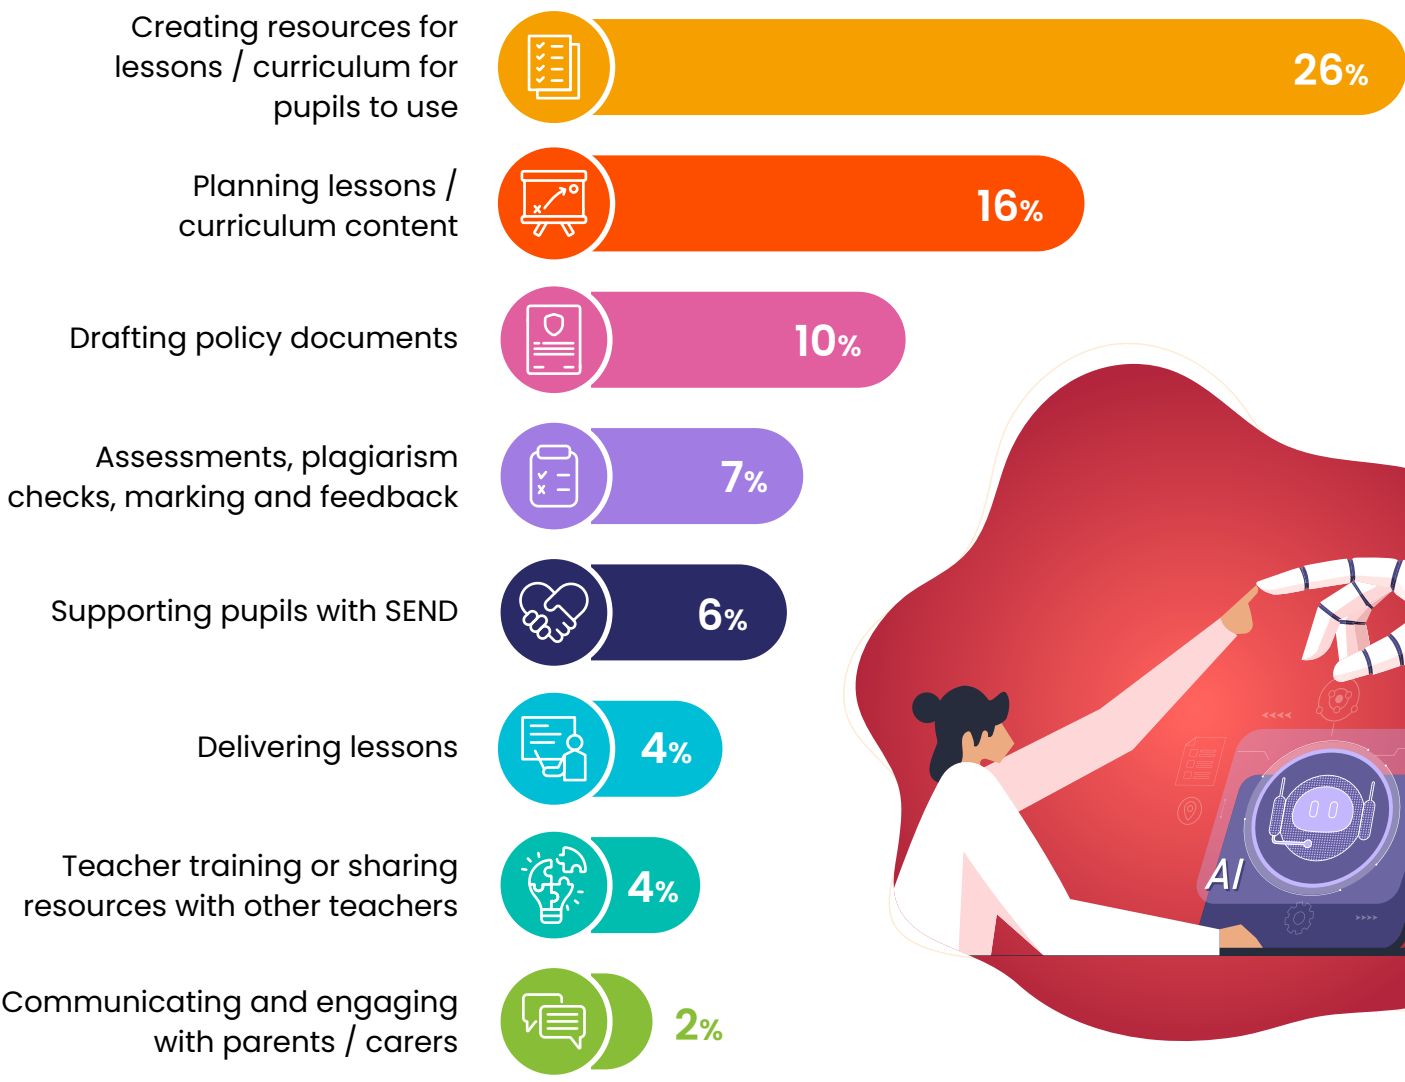 Creating resources for
lessons / curriculum for
pupils to use
26%
Planning lessons /
curriculum content
16%
Drafting policy documents
10%
Assessments, plagiarism
checks, marking and feedback
7%
Supporting pupils with SEND
6%
Delivering lessons
4%
Teacher training or sharing
resources with other teachers
4%
Communicating and engaging
with parents / carers
2%
AI